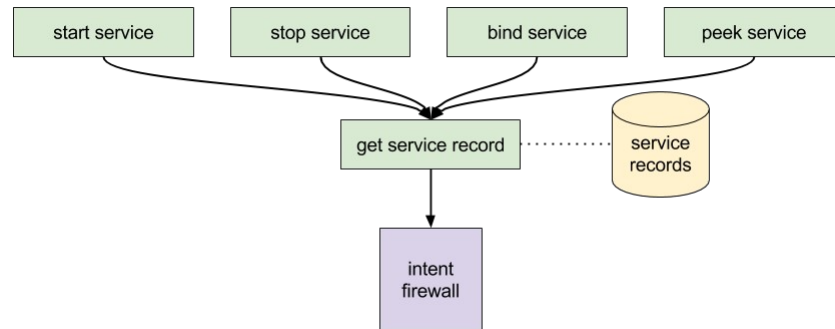 start service
stop service
bind service
peek service
get service record
service
records
intent
firewall